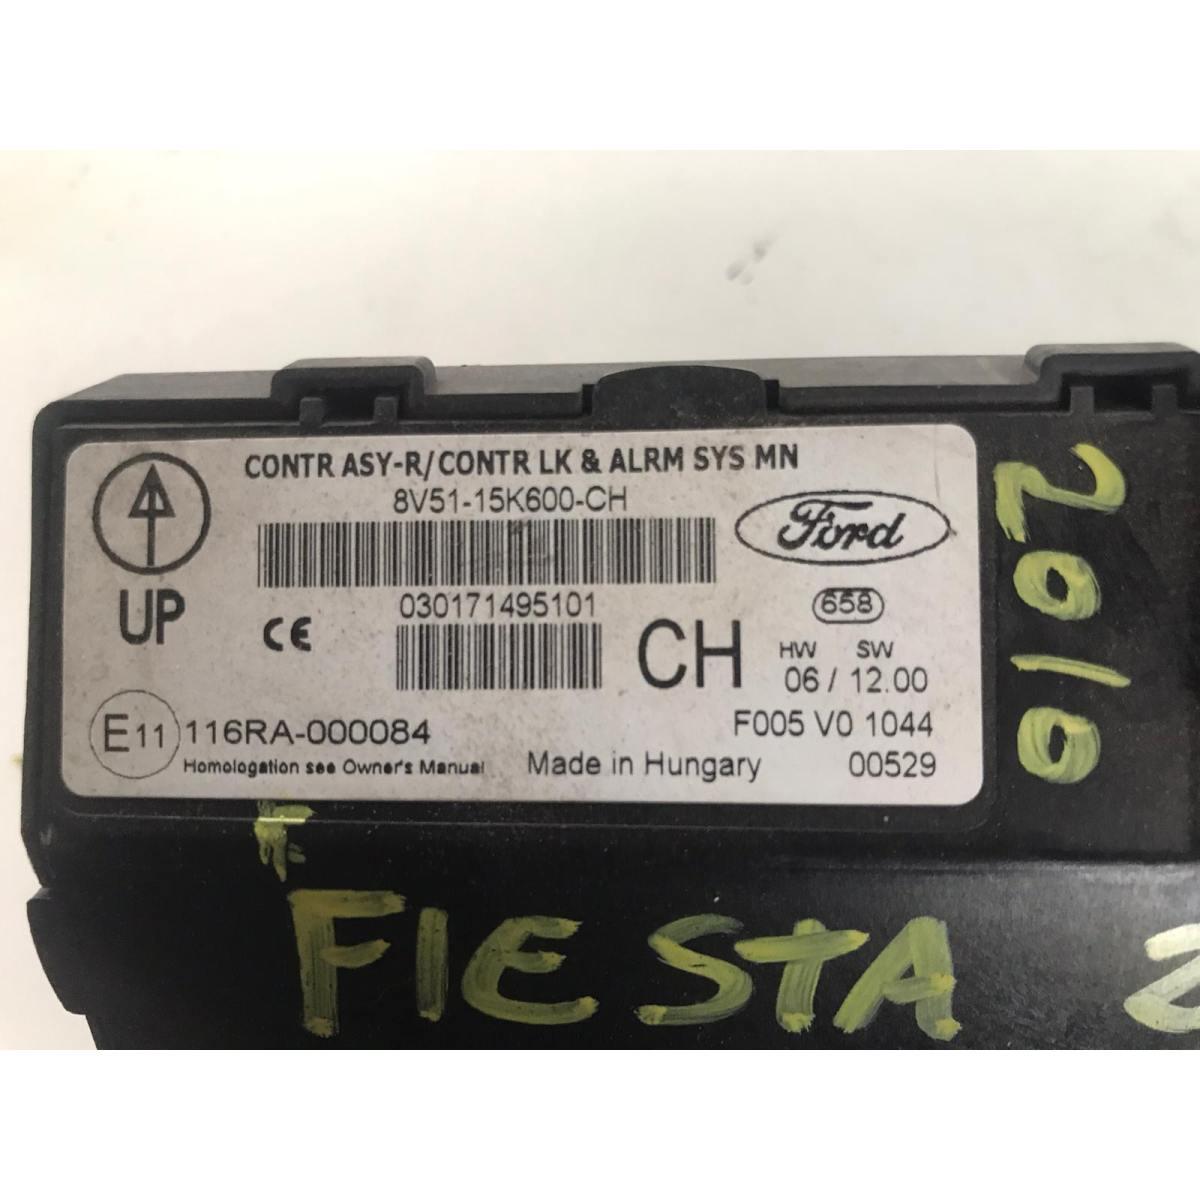 CONTR ASY-R/CONTR LK & ALRM SYS MN
8V51-15K600-CH
Ford
030171495101
658
UP
CE
CH
HW SW
06 / 12.00
E11 116RA-000084
F005 V0 1044
Homologation see Owner's Manual
Made in Hungary
00529
2010
F
FIESTA